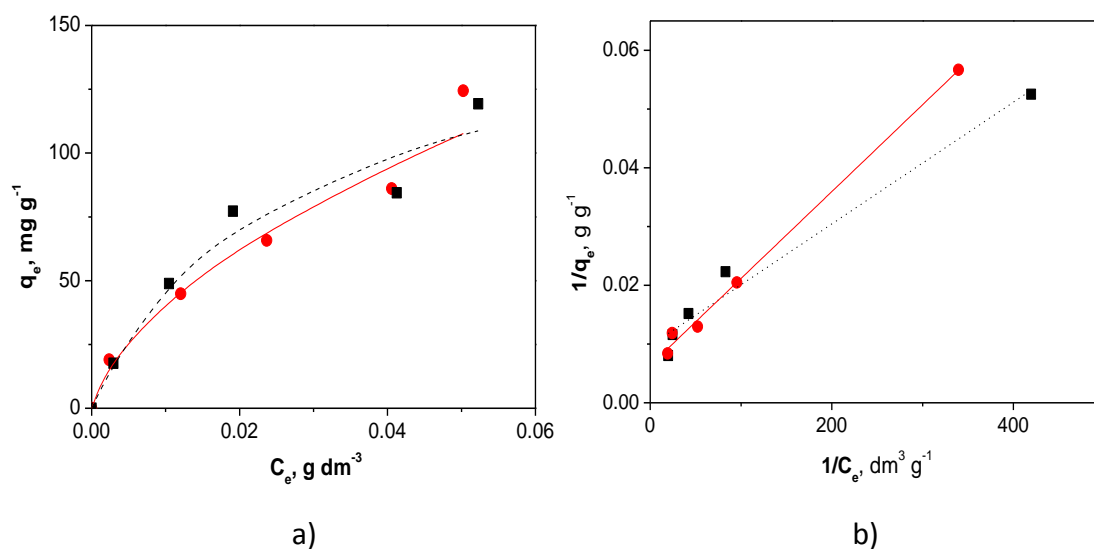 150
100
50
0
q_e, mg g^-1
0.00
0.02
0.04
0.06
C_e, g dm^-3
a)
0.06
0.04
0.02
0.00
1/q_e, g g^-1
0
200
400
1/C_e, dm^3 g^-1
b)